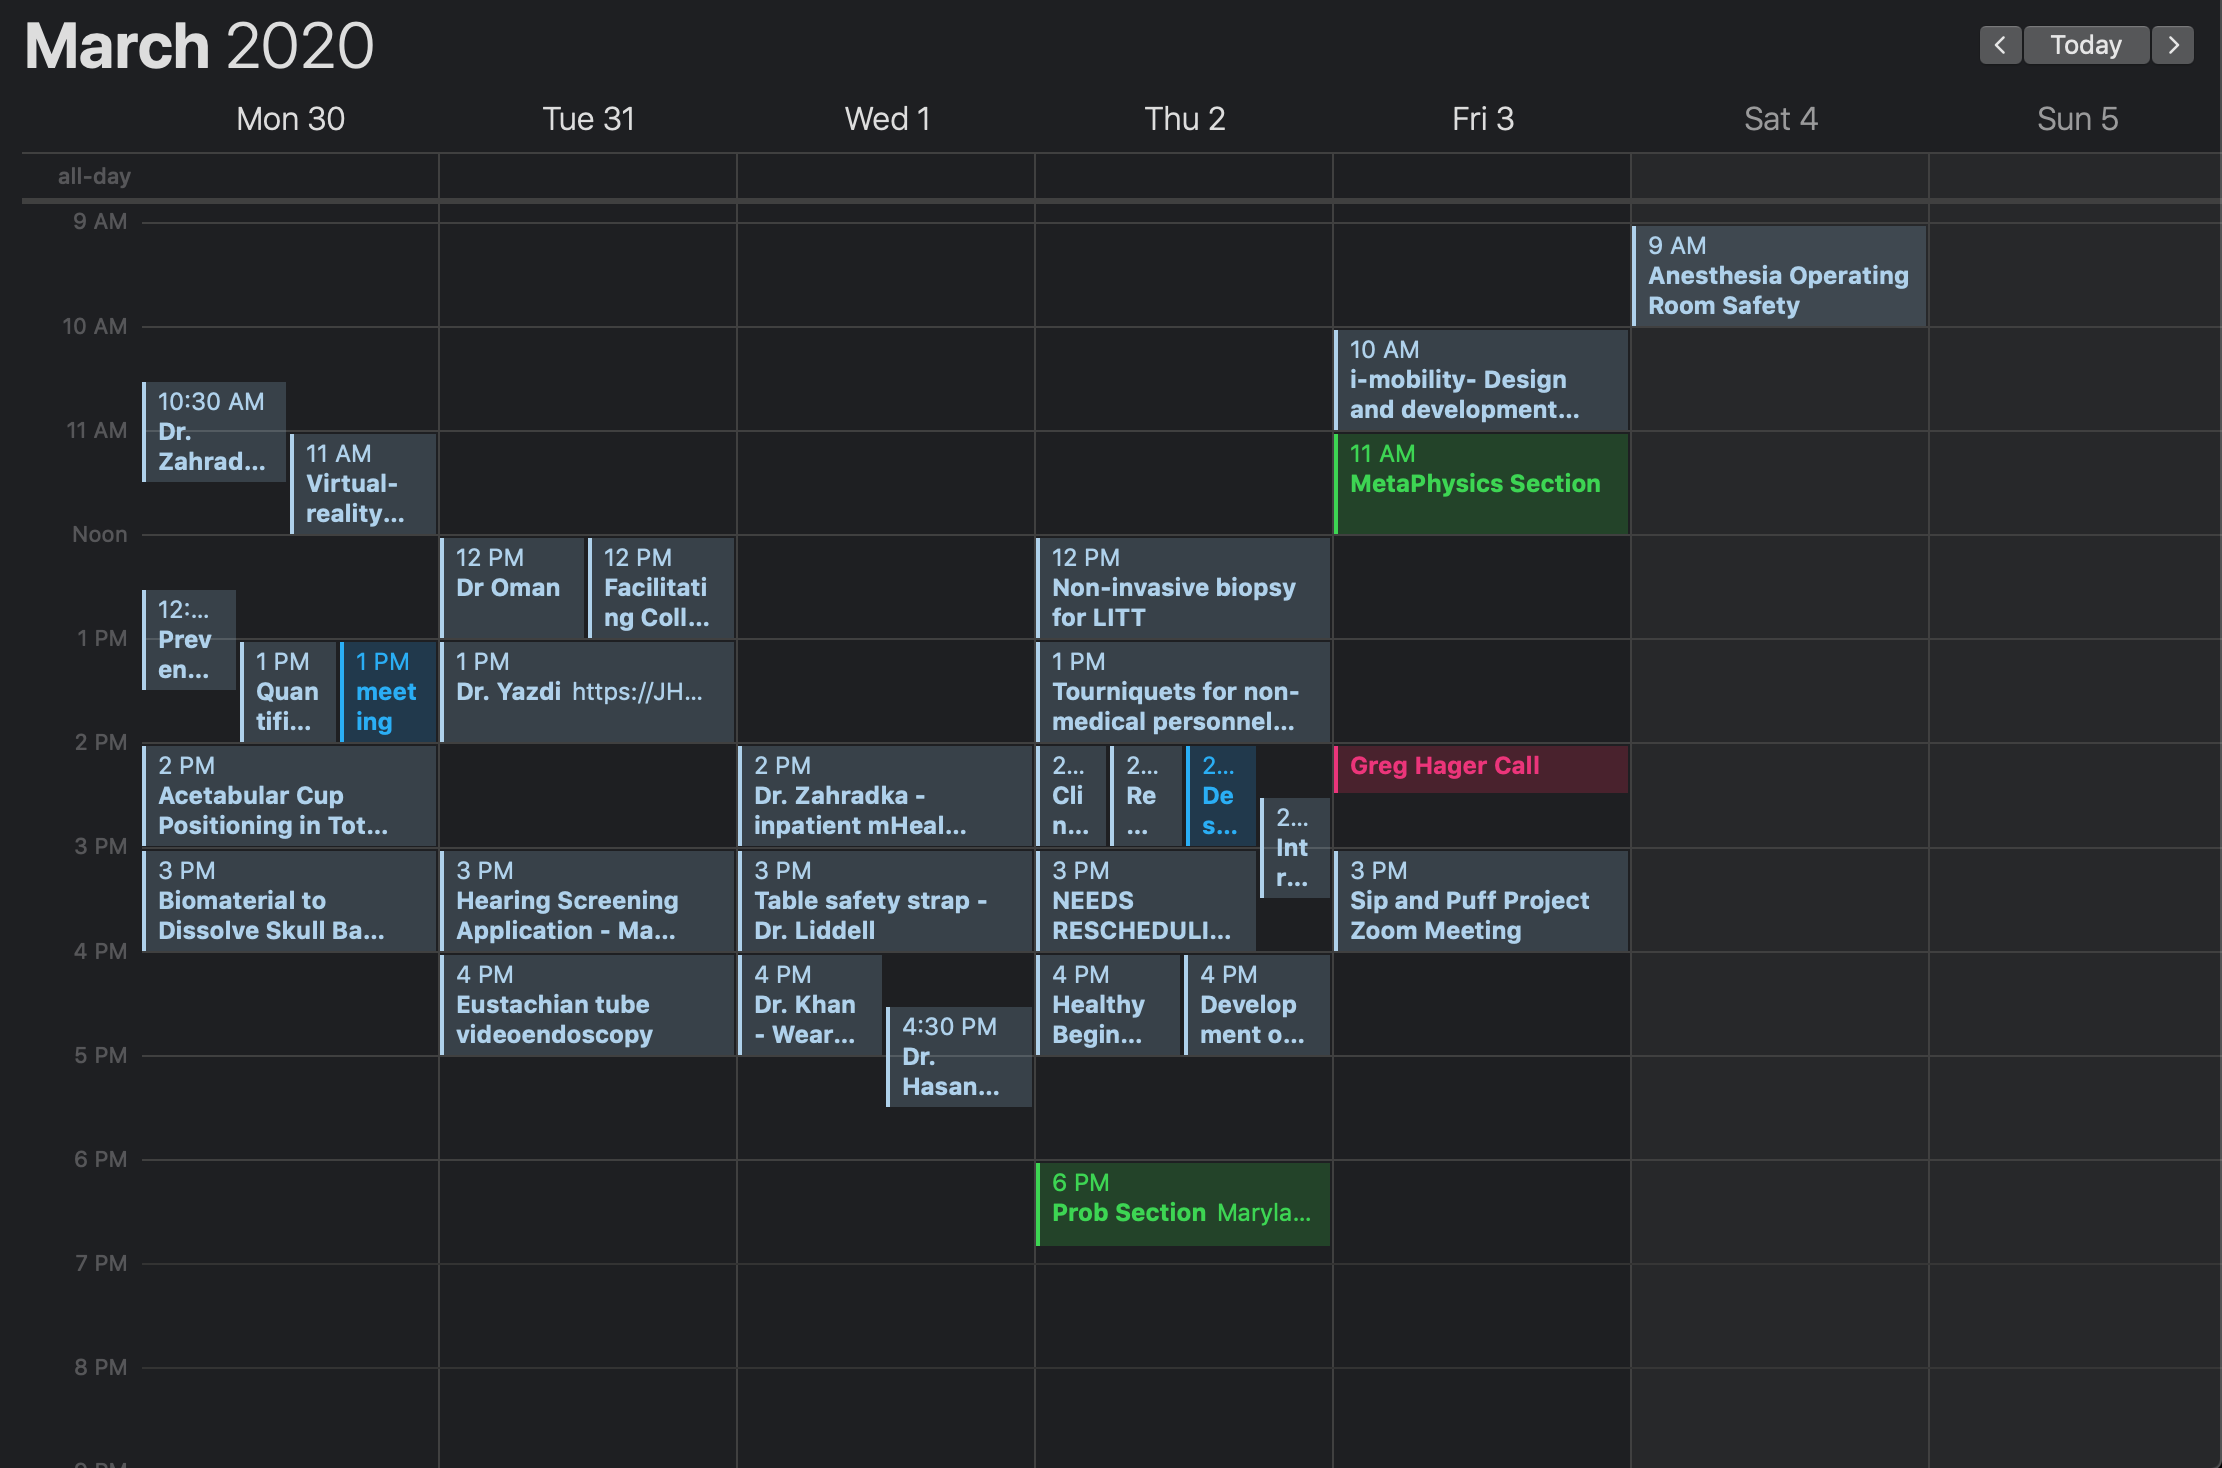 March 2020
Today
Mon 30
Tue 31
Wed 1
Thu 2
Fri 3
Sat 4
Sun 5
all-day
9 AM
10 AM
11 AM
Noon
1 PM
2 PM
3 PM
4 PM
5 PM
6 PM
7 PM
8 PM
10:30 AM
Dr.
Zahrad...
11 AM
Virtual-
reality...
12:...
Prev
en...
1 PM
Quan
tifi...
1 PM
meet
ing
2 PM
Acetabular Cup
Positioning in Tot...
3 PM
Biomaterial to
Dissolve Skull Ba...
12 PM
Dr Oman
12 PM
Facilitati
ng Coll...
1 PM
Dr. Yazdi https://JH...
3 PM
Hearing Screening
Application - Ma...
4 PM
Eustachian tube
videoendoscopy
2 PM
Dr. Zahradka -
inpatient mHeal...
3 PM
Table safety strap -
Dr. Liddell
4 PM
Dr. Khan
- Wear...
4:30 PM
Dr.
Hasan...
12 PM
Non-invasive biopsy
for LITT
1 PM
Tourniquets for non-
medical personnel...
2...
Cli
n...
2...
Re
...
2...
De
s...
2...
Int
r...
3 PM
NEEDS
RESCHEDULI...
4 PM
Healthy
Begin...
4 PM
Develop
ment o...
6 PM
Prob Section Maryla...
10 AM
i-mobility- Design
and development...
11 AM
MetaPhysics Section
Greg Hager Call
3 PM
Sip and Puff Project
Zoom Meeting
9 AM
Anesthesia Operating
Room Safety